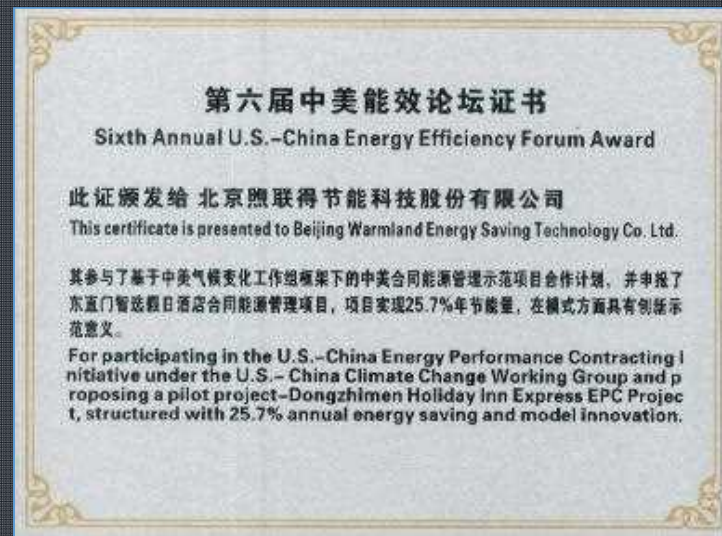 第六届中美能效论坛证书
Sixth Annual U.S.-China Energy Efficiency Forum Award
此证颁发给 北京煦联得节能科技股份有限公司
This certificate is presented to Beijing Warmland Energy Saving Technology Co. Ltd.
其参与了基于中美气候变化工作组框架下的中美合同能源管理示范项目合作计划，并申报了
东直门智选假日酒店合同能源管理项目，项目实现25.7%年节能量，在模式方面具有创新示
范意义。
For participating in the U.S.-China Energy Performance Contracting I
nitiative under the U.S.- China Climate Change Working Group and p
roposing a pilot project-Dongzhimen Holiday Inn Express EPC Projec
t, structured with 25.7% annual energy saving and model innovation.